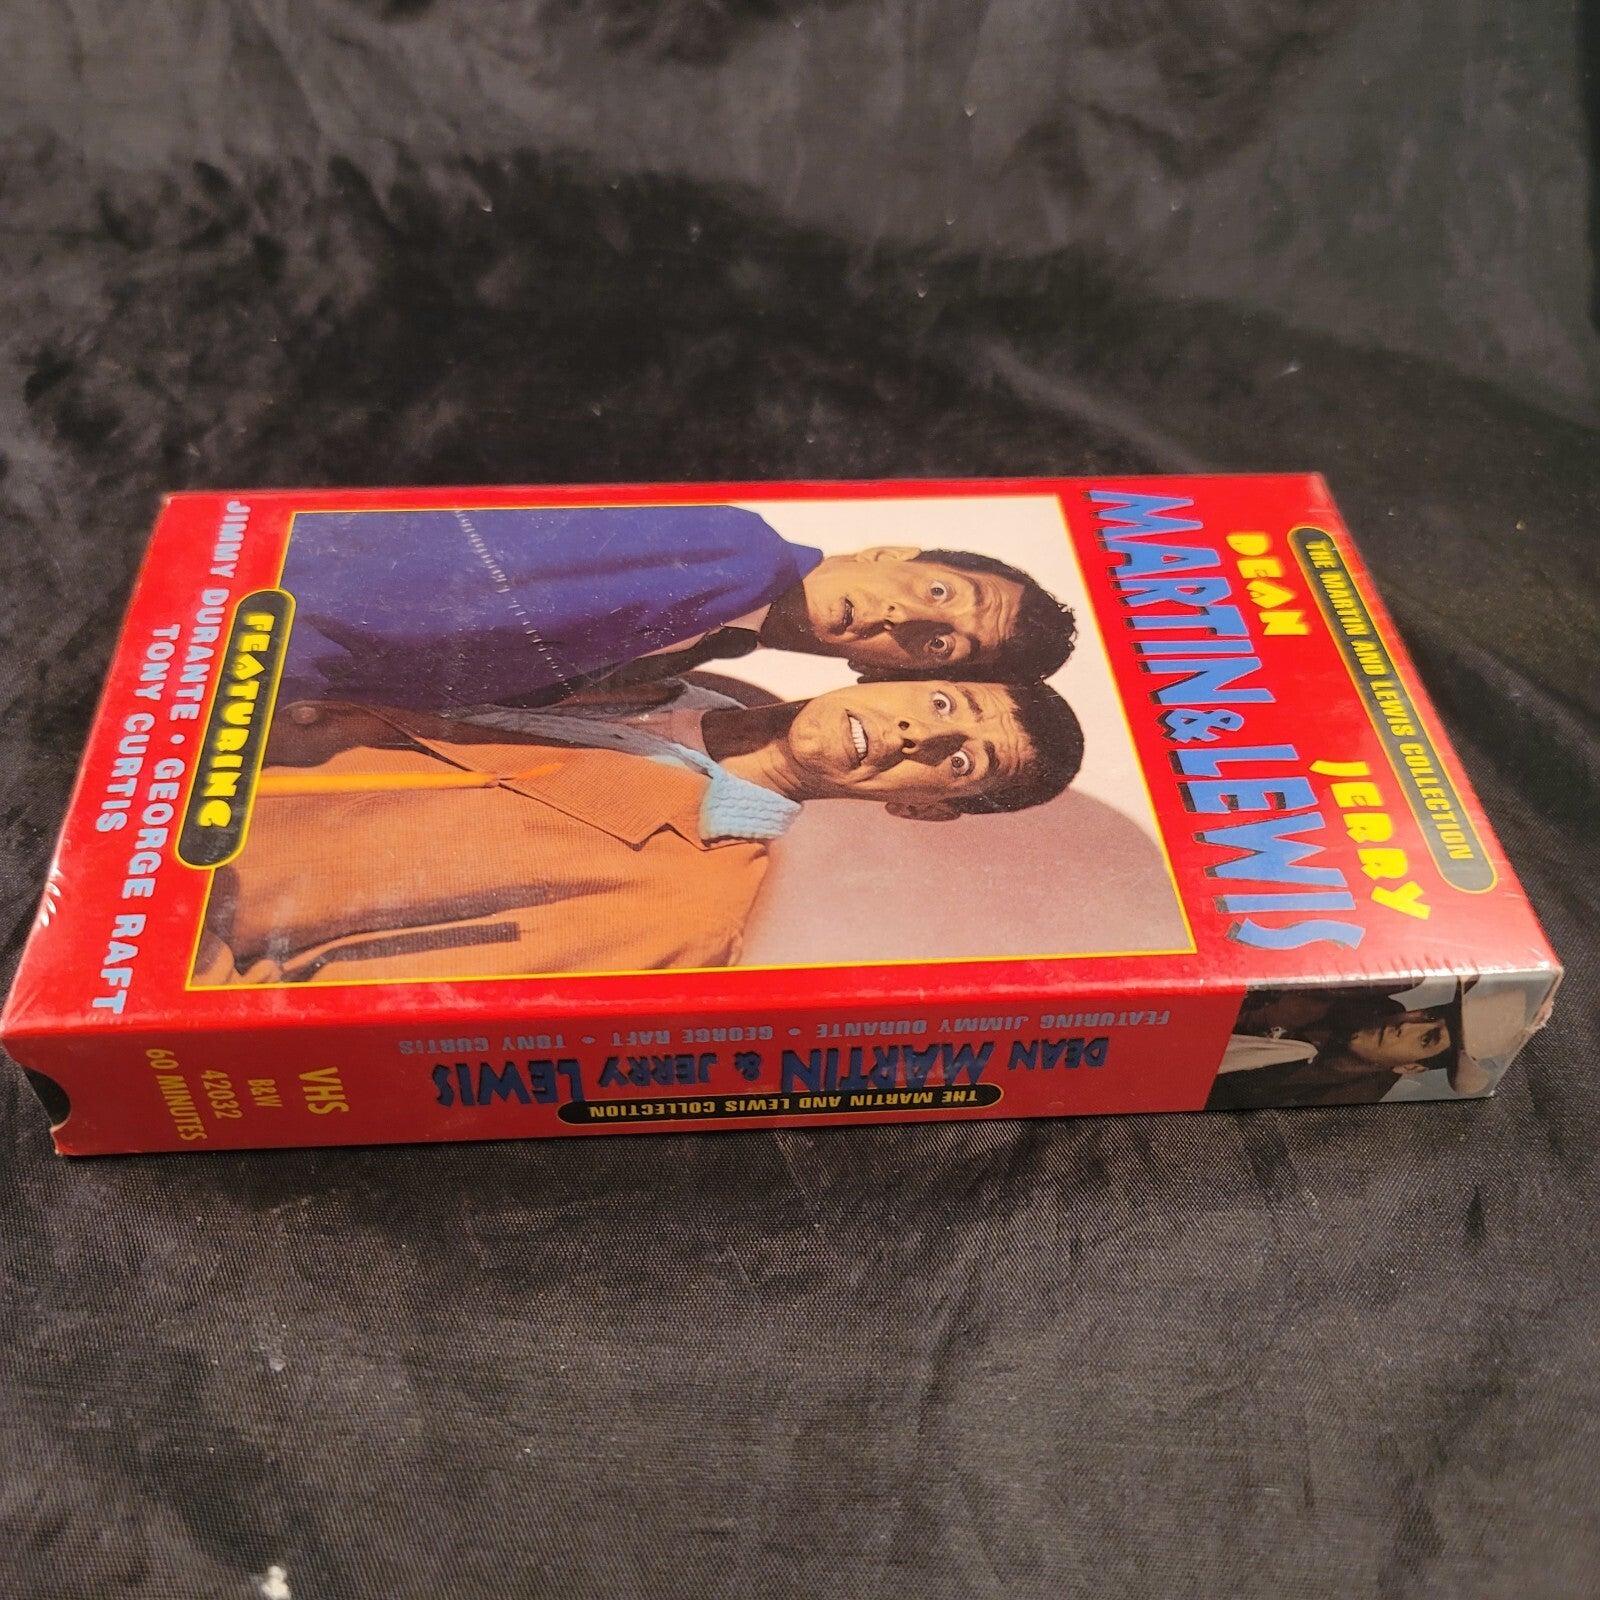 THE MARTIN AND LEWIS COLLECTION
DEAN JERRY
MARTIN & LEWIS
FEATURING
JIMMY DURANTE • GEORGE RAFT
TONY CURTIS
THE MARTIN AND LEWIS COLLECTION
DEAN MARTIN & JERRY LEWIS
FEATURING JIMMY DURANTE • GEORGE RAFT • TONY CURTIS
VHS
B&W
42032
60 MINUTES